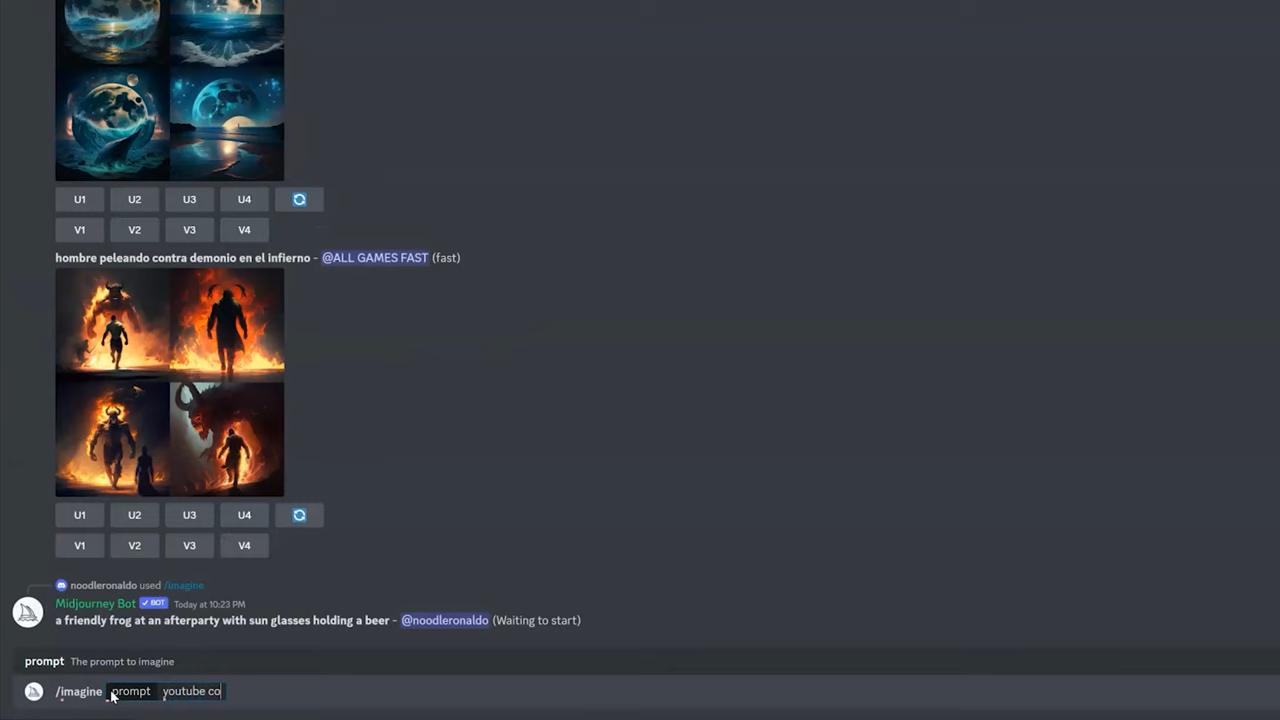 U1 U2 U3 U4
V1 V2 V3 V4
hombre peleando contra demonio en el infierno - @ALL GAMES FAST (fast)
U1 U2 U3 U4
V1 V2 V3 V4
noodleronaldo used /imagine
Midjourney Bot ✓ BOT Today at 10:23 PM
a friendly frog at an afterparty with sun glasses holding a beer - @noodleronaldo (Waiting to start)
prompt The prompt to imagine
/imagine prompt youtube co